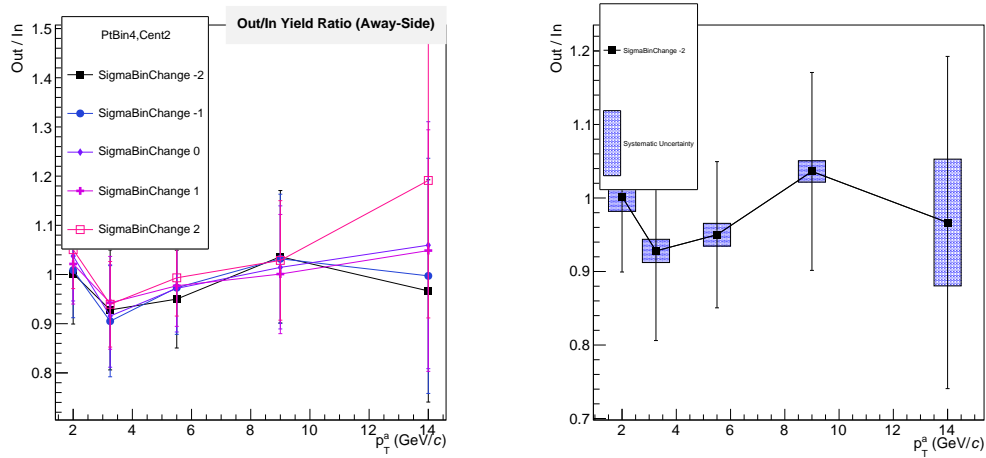 Out/In Yield Ratio (Away-Side)
Out / In
PtBin4,Cent2
SigmaBinChange -2
SigmaBinChange -1
SigmaBinChange 0
SigmaBinChange 1
SigmaBinChange 2
1.5
1.4
1.3
1.2
1.1
1
0.9
0.8
2 4 6 8 10 12 14
p_T^a (GeV/c)
Out / In
SigmaBinChange -2
Systematic Uncertainty
1.2
1.1
1
0.9
0.8
0.7
2 4 6 8 10 12 14
p_T^a (GeV/c)